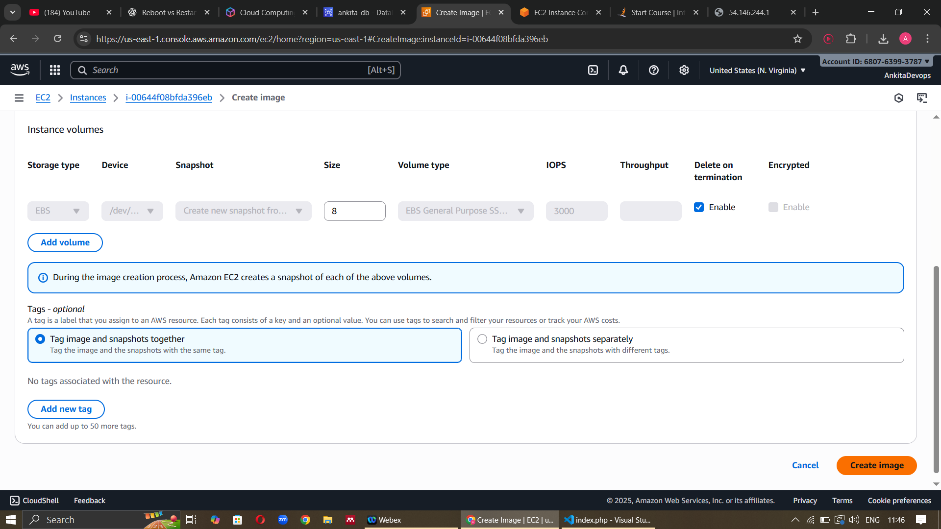 (184) YouTube
Reboot vs Restar
Cloud Computin
ankita_db - Data
Create Image | E
EC2 Instance Co
Start Course | In
54.146.244.1
https://us-east-1.console.aws.amazon.com/ec2/home?region=us-east-1#CreateImage:instanceId=i-00644f08bfda396eb
A
aws
Search
[Alt+S]
United States (N. Virginia)
Account ID: 6807-6399-3787
AnkitaDevops
EC2
Instances
i-00644f08bfda396eb
Create image
Instance volumes
Storage type Device Snapshot Size Volume type IOPS Throughput Delete on termination Encrypted
EBS /dev/... Create new snapshot fro... 8 EBS General Purpose SS... 3000 Enable Enable
Add volume
During the image creation process, Amazon EC2 creates a snapshot of each of the above volumes.
Tags - optional
A tag is a label that you assign to an AWS resource. Each tag consists of a key and an optional value. You can use tags to search and filter your resources or track your AWS costs.
Tag image and snapshots together
Tag the image and the snapshots with the same tag.
Tag image and snapshots separately
Tag the image and the snapshots with different tags.
No tags associated with the resource.
Add new tag
You can add up to 50 more tags.
Cancel
Create image
CloudShell Feedback © 2025, Amazon Web Services, Inc. or its affiliates. Privacy Terms Cookie preferences
Search
Webex
Create Image | EC2 | u...
index.php - Visual Stu...
ENG 11:46